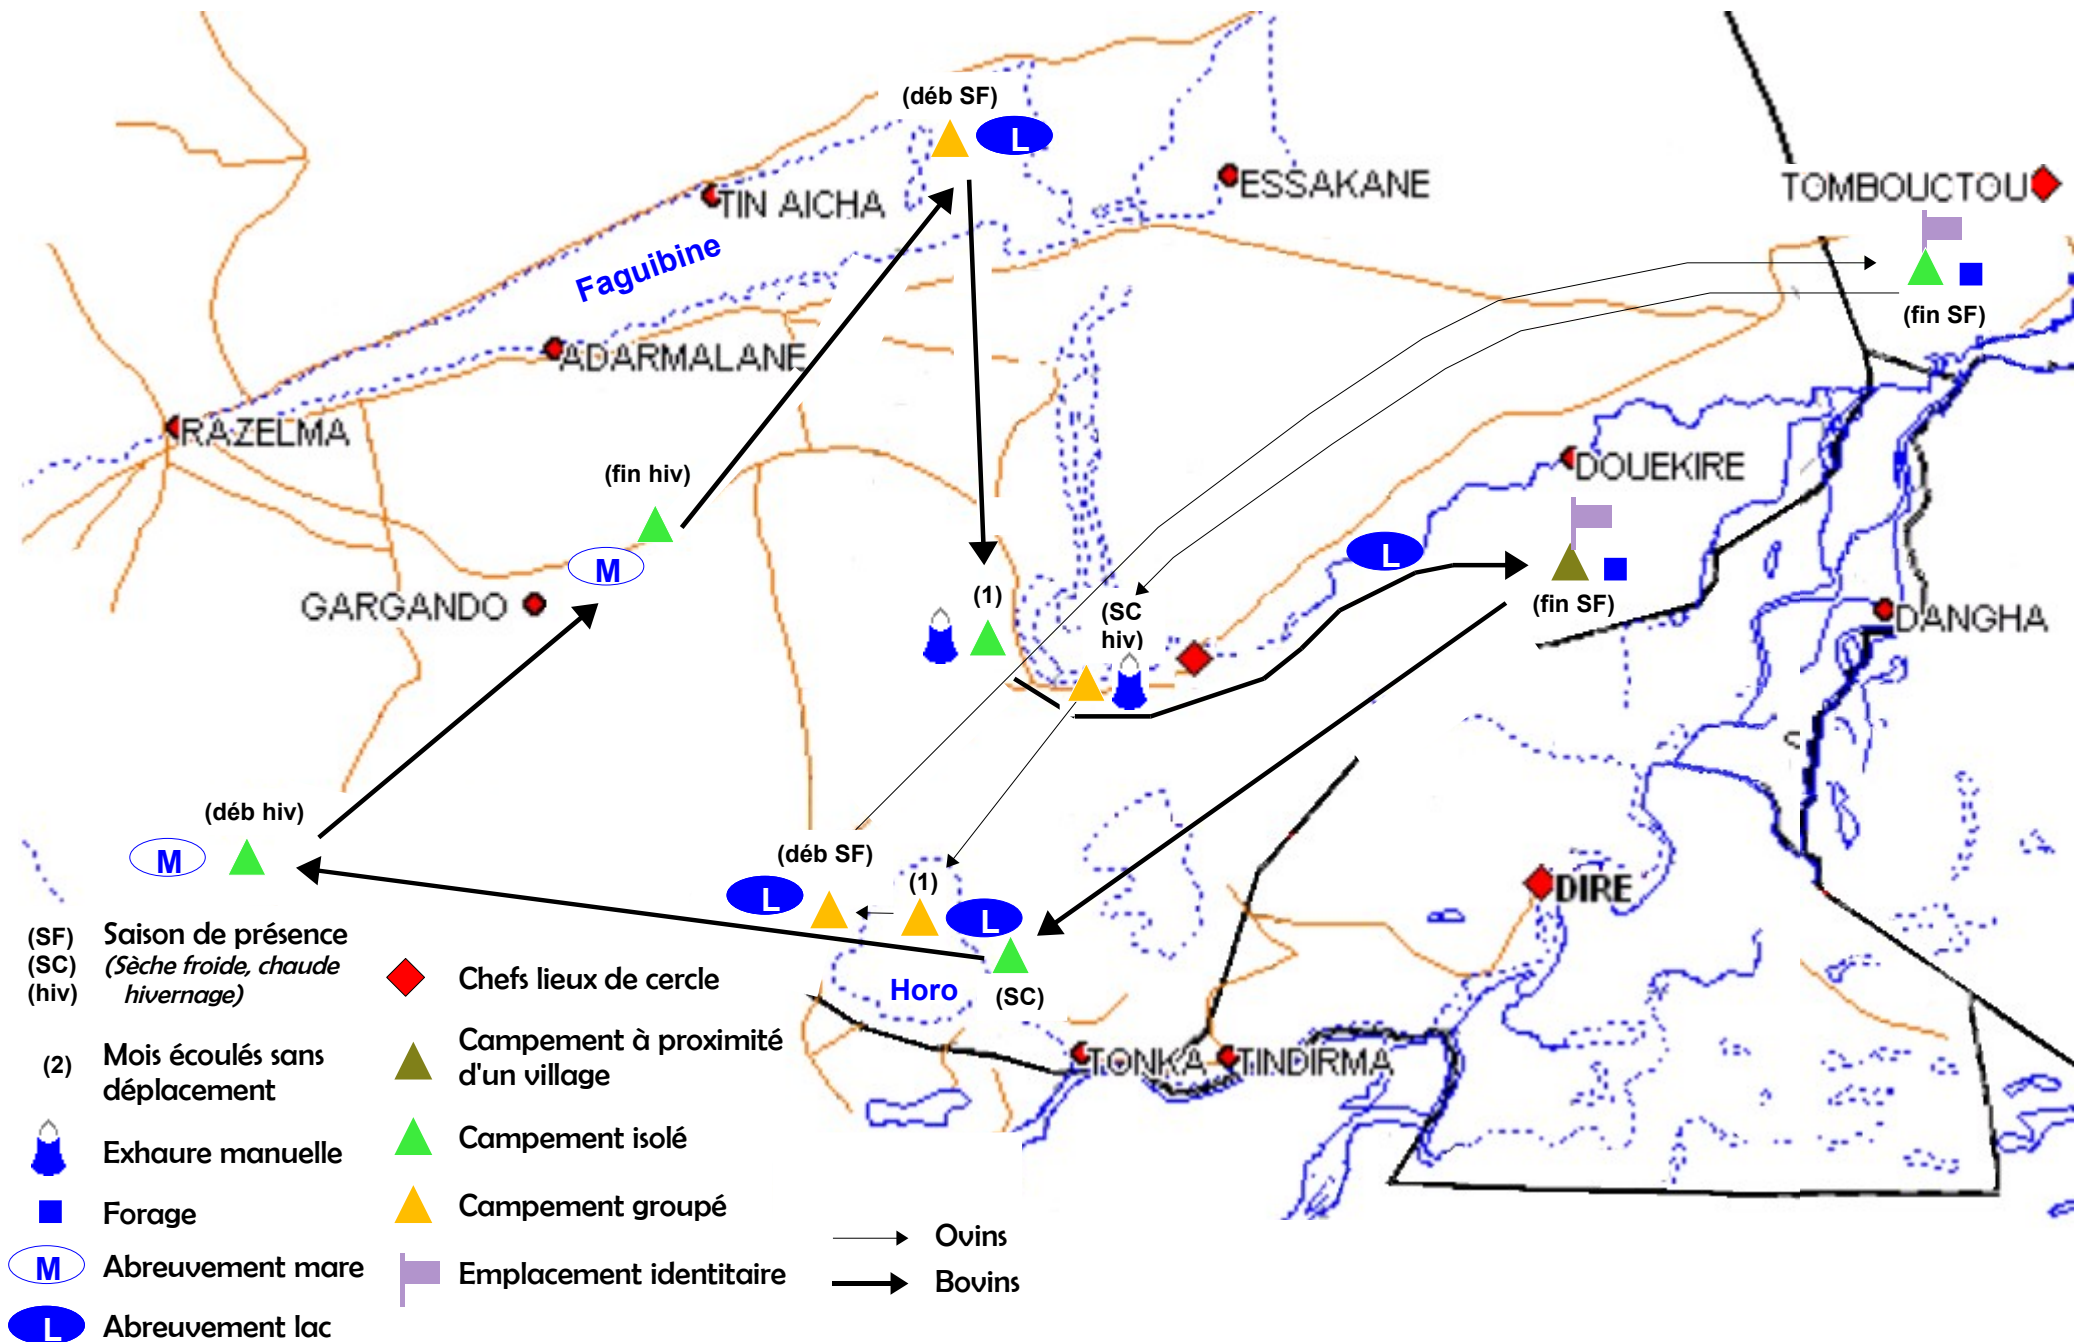 (déb SF)
L
TIN AICHA
ESSAKANE
TOMBOUCTOU
Faguibine
(fin SF)
ADARMALANE
RAZELMA
(fin hiv)
DOUEKIRE
M
L
GARGANDO
(1)
(SC
hiv)
(fin SF)
DANGHA
(déb hiv)
M
(déb SF)
L
(1)
L
DIRE
Horo
(SC)
TONKA
TINDIRMA
(SF)
(SC)
(hiv)
Saison de présence
(Sèche froide, chaude
hivernage)
(2)
Mois écoulés sans
déplacement
Exhaure manuelle
Forage
M
Abreuvement mare
L
Abreuvement lac
Chefs lieux de cercle
Campement à proximité
d'un village
Campement isolé
Campement groupé
Emplacement identitaire
Ovins
Bovins